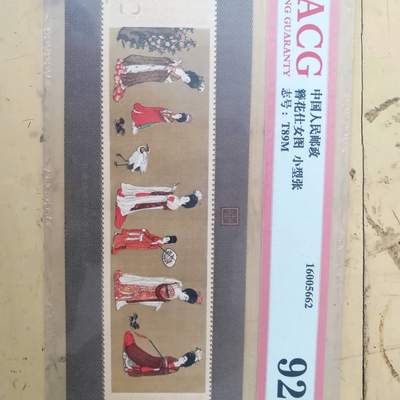 ACG
NG GUARANTY
中国人民邮政
簪花仕女图 小型张
志号：T89M
16005662
92